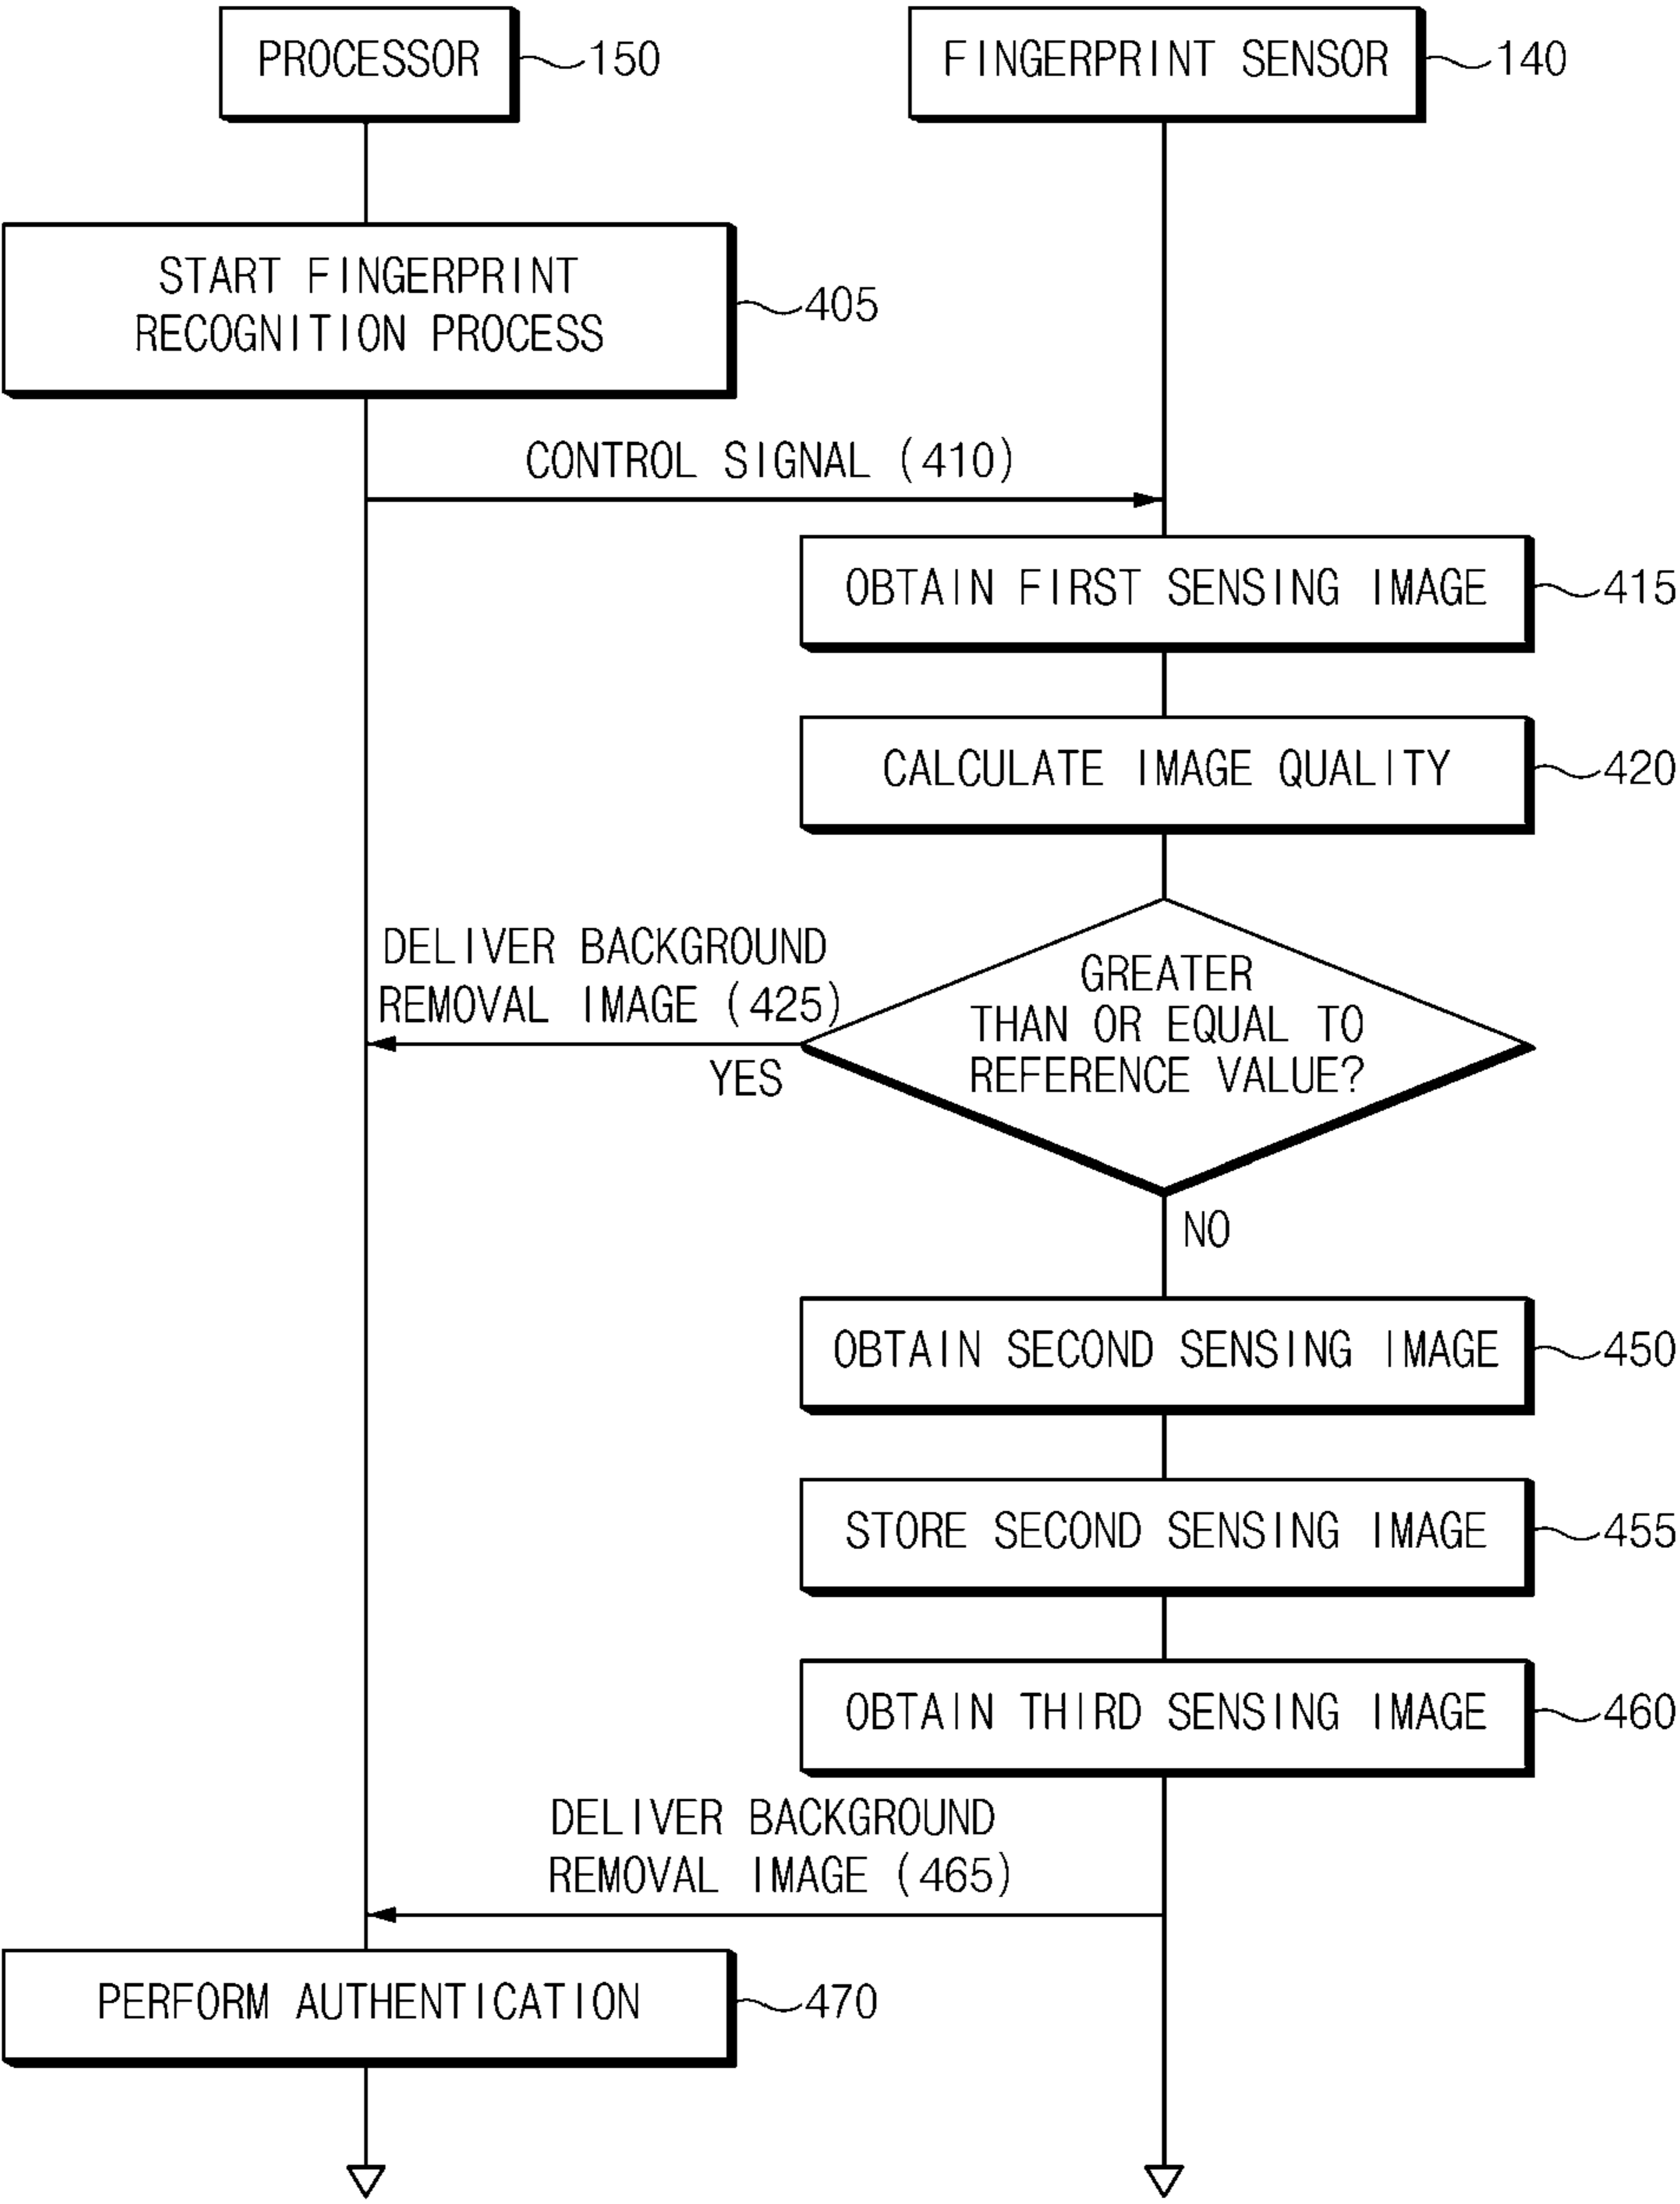 PROCESSOR
150
FINGERPRINT SENSOR
140
START FINGERPRINT
RECOGNITION PROCESS
405
CONTROL SIGNAL (410)
OBTAIN FIRST SENSING IMAGE
415
CALCULATE IMAGE QUALITY
420
DELIVER BACKGROUND
REMOVAL IMAGE (425)
YES
GREATER
THAN OR EQUAL TO
REFERENCE VALUE?
NO
OBTAIN SECOND SENSING IMAGE
450
STORE SECOND SENSING IMAGE
455
OBTAIN THIRD SENSING IMAGE
460
DELIVER BACKGROUND
REMOVAL IMAGE (465)
PERFORM AUTHENTICATION
470